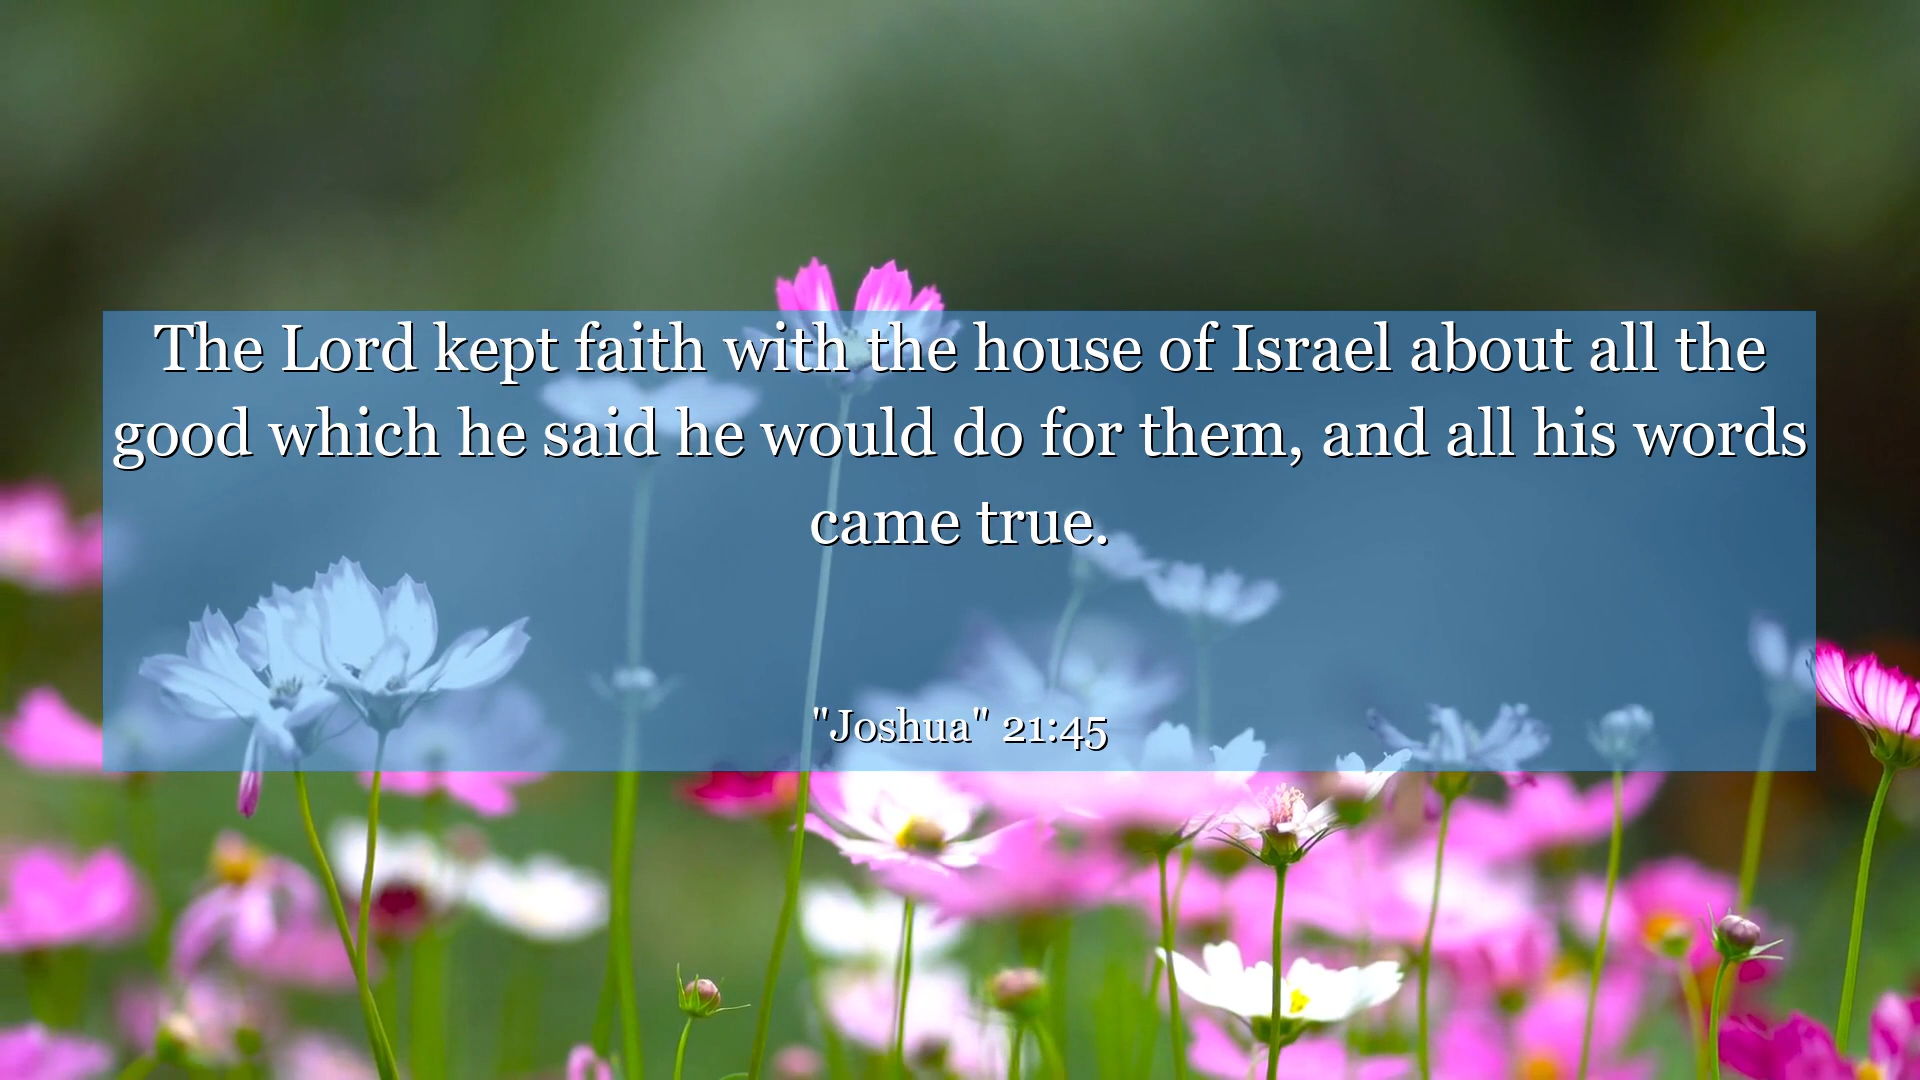 The Lord kept faith with the house of Israel about all the
good which he said he would do for them, and all his words
came true.
"Joshua" 21:45